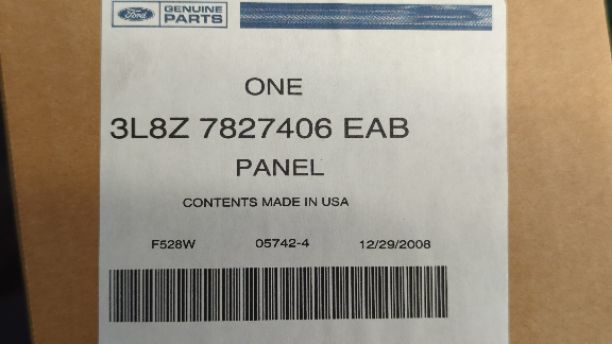 Ford GENUINE PARTS
ONE
3L8Z 7827406 EAB
PANEL
CONTENTS MADE IN USA
F528W 05742-4 12/29/2008